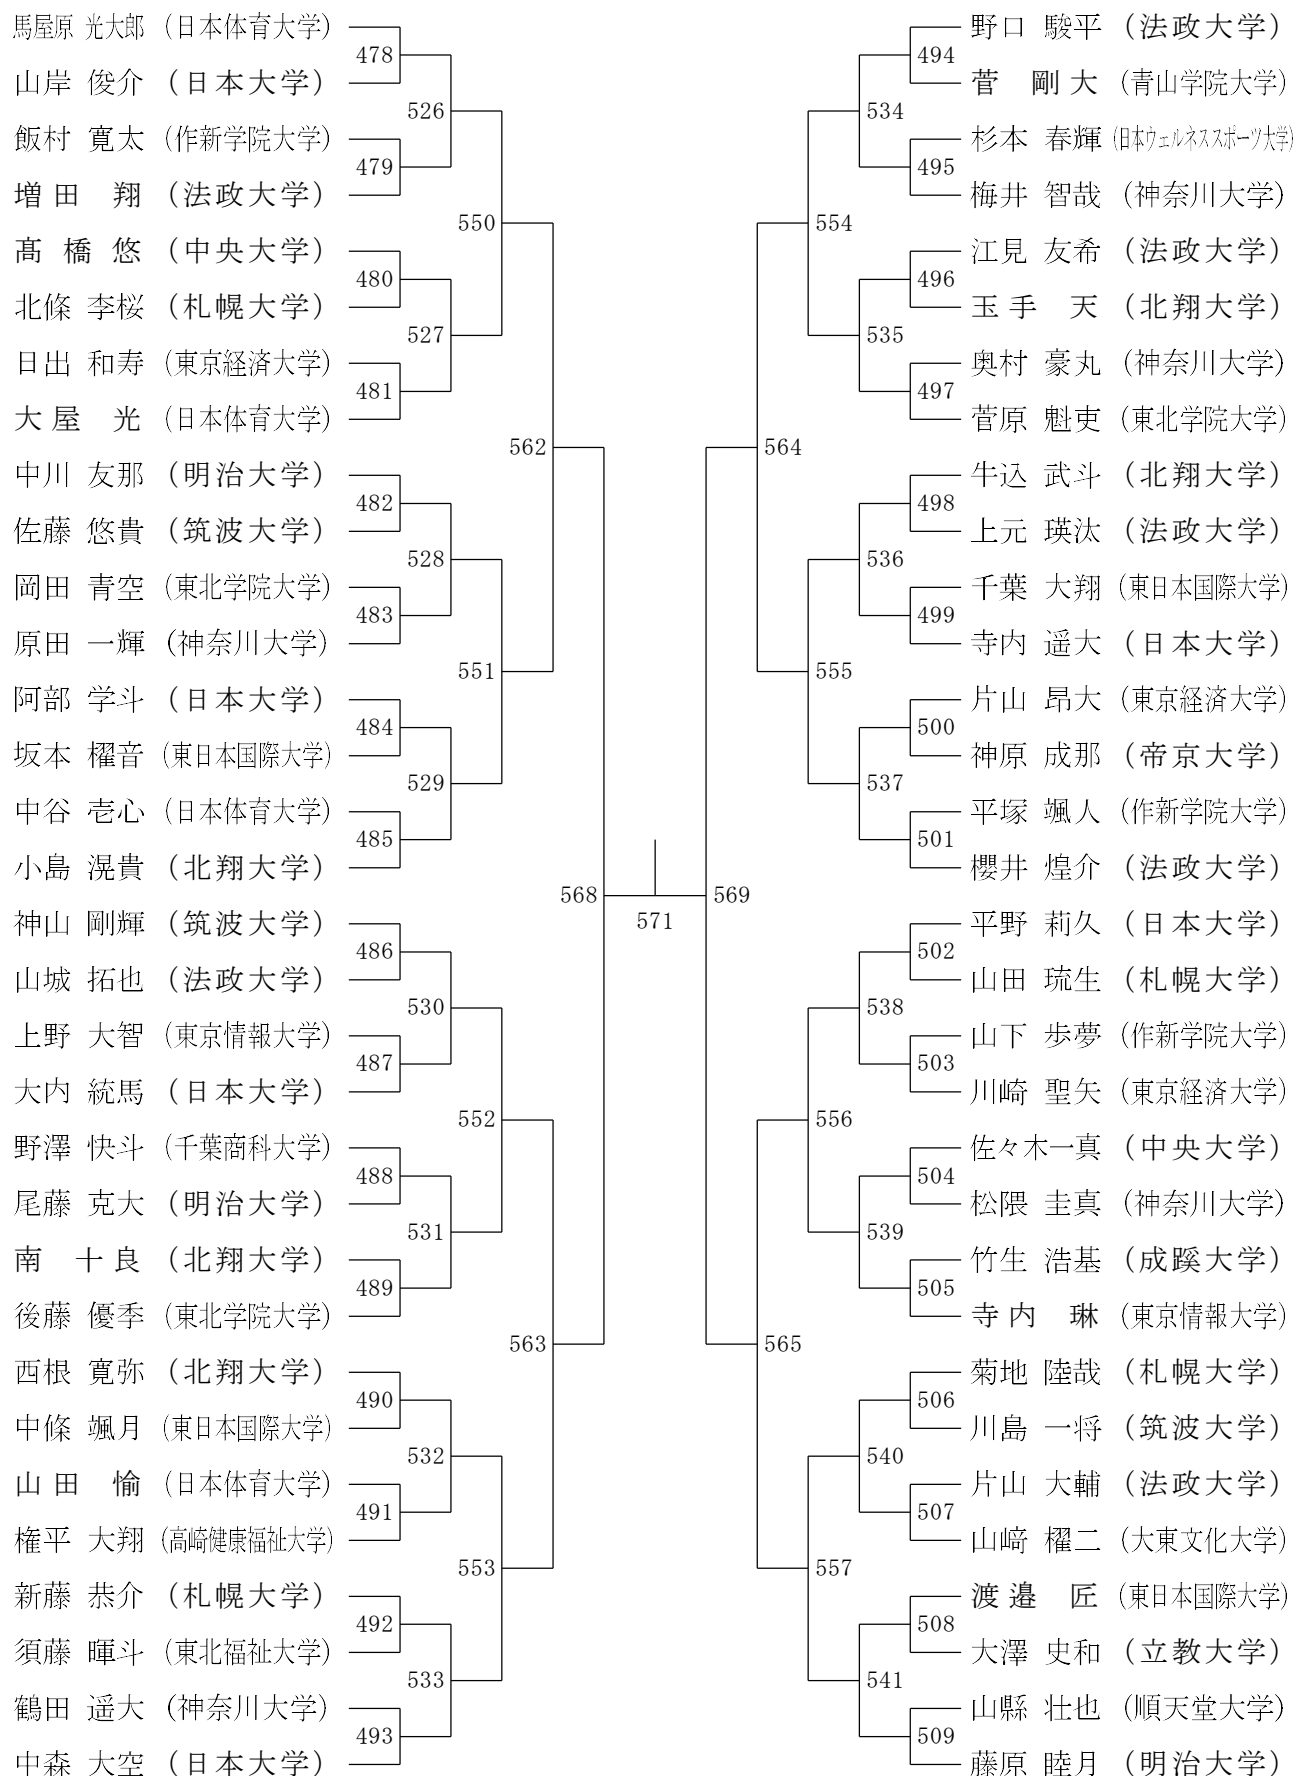 馬屋原 光大郎 (日本体育大学)
478
山岸 俊介 (日本大学)
526
飯村 寛太 (作新学院大学)
479
増田 翔 (法政大学)
550
髙橋 悠 (中央大学)
480
北條 李桜 (札幌大学)
527
日出 和寿 (東京経済大学)
481
大屋 光 (日本体育大学)
562
中川 友那 (明治大学)
482
佐藤 悠貴 (筑波大学)
528
岡田 青空 (東北学院大学)
483
原田 一輝 (神奈川大学)
551
阿部 学斗 (日本大学)
484
坂本 櫂音 (東日本国際大学)
529
中谷 壱心 (日本体育大学)
485
小島 滉貴 (北翔大学)
568
神山 剛輝 (筑波大学)
486
山城 拓也 (法政大学)
530
上野 大智 (東京情報大学)
487
大内 統馬 (日本大学)
552
野澤 快斗 (千葉商科大学)
488
尾藤 克大 (明治大学)
531
南 十良 (北翔大学)
489
後藤 優季 (東北学院大学)
563
西根 寛弥 (北翔大学)
490
中條 颯月 (東日本国際大学)
532
山田 愉 (日本体育大学)
491
権平 大翔 (高崎健康福祉大学)
553
新藤 恭介 (札幌大学)
492
須藤 暉斗 (東北福祉大学)
533
鶴田 遥大 (神奈川大学)
493
中森 大空 (日本大学)
571
野口 駿平 (法政大学)
494
菅 剛大 (青山学院大学)
534
杉本 春輝 (日本ウェルネススポーツ大学)
495
梅井 智哉 (神奈川大学)
554
江見 友希 (法政大学)
496
玉手 天 (北翔大学)
535
奥村 豪丸 (神奈川大学)
497
菅原 魁吏 (東北学院大学)
564
牛込 武斗 (北翔大学)
498
上元 瑛汰 (法政大学)
536
千葉 大翔 (東日本国際大学)
499
寺内 遥大 (日本大学)
555
片山 昂大 (東京経済大学)
500
神原 成那 (帝京大学)
537
平塚 颯人 (作新学院大学)
501
櫻井 煌介 (法政大学)
569
平野 莉久 (日本大学)
502
山田 琉生 (札幌大学)
538
山下 歩夢 (作新学院大学)
503
川崎 聖矢 (東京経済大学)
556
佐々木一真 (中央大学)
504
松隈 圭真 (神奈川大学)
539
竹生 浩基 (成蹊大学)
505
寺内 琳 (東京情報大学)
565
菊地 陸哉 (札幌大学)
506
川島 一将 (筑波大学)
540
片山 大輔 (法政大学)
507
山﨑 櫂二 (大東文化大学)
557
渡邉 匠 (東日本国際大学)
508
大澤 史和 (立教大学)
541
山縣 壮也 (順天堂大学)
509
藤原 睦月 (明治大学)